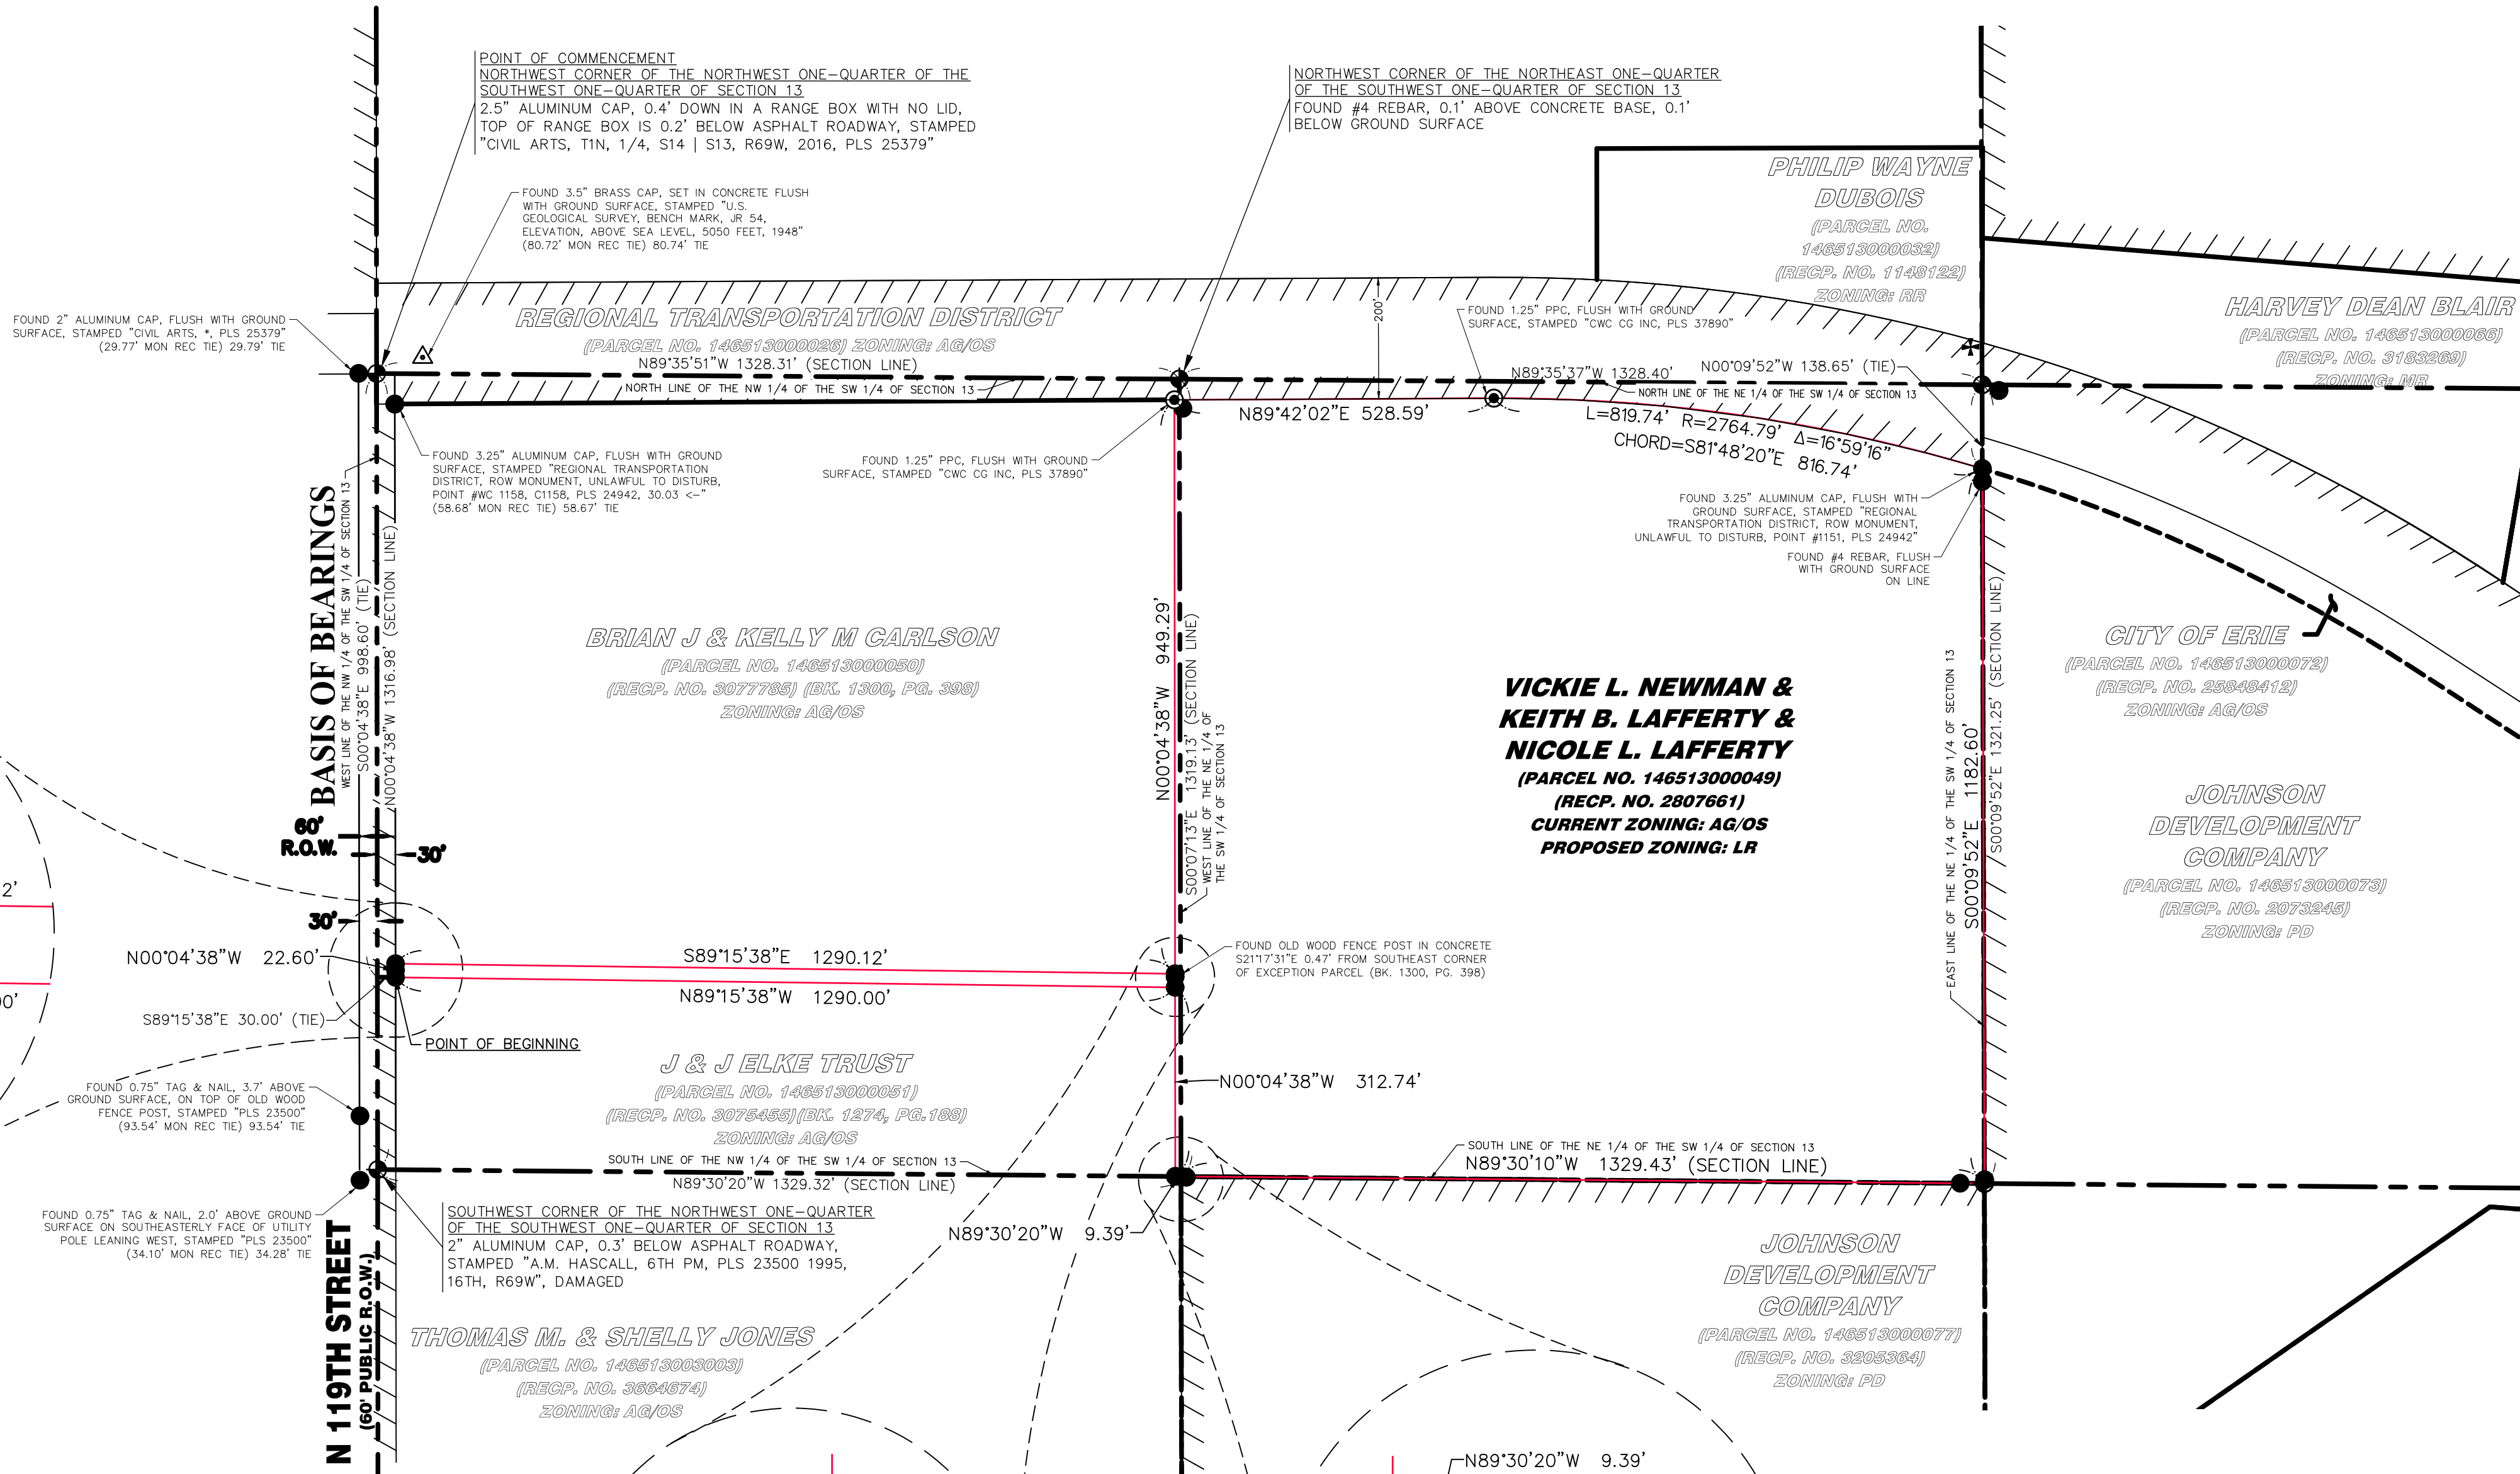 POINT OF COMMENCEMENT
NORTHWEST CORNER OF THE NORTHWEST ONE-QUARTER OF THE
SOUTHWEST ONE-QUARTER OF SECTION 13
2.5" ALUMINUM CAP, 0.4' DOWN IN A RANGE BOX WITH NO LID,
TOP OF RANGE BOX IS 0.2' BELOW ASPHALT ROADWAY, STAMPED
"CIVIL ARTS, T1N, 1/4, S14 | S13, R69W, 2016, PLS 25379"
NORTHWEST CORNER OF THE NORTHEAST ONE-QUARTER
OF THE SOUTHWEST ONE-QUARTER OF SECTION 13
FOUND #4 REBAR, 0.1' ABOVE CONCRETE BASE, 0.1'
BELOW GROUND SURFACE
FOUND 3.5" BRASS CAP, SET IN CONCRETE FLUSH
WITH GROUND SURFACE, STAMPED "U.S.
GEOLOGICAL SURVEY, BENCH MARK, JR 54,
ELEVATION, ABOVE SEA LEVEL, 5050 FEET, 1948"
(80.72' MON REC TIE) 80.74' TIE
PHILIP WAYNE
DUBOIS
(PARCEL NO.
146513000032)
(RECP. NO. 1148122)
ZONING: RR
HARVEY DEAN BLAIR
(PARCEL NO. 146513000066)
(RECP. NO. 3183269)
ZONING: MR
FOUND 2" ALUMINUM CAP, FLUSH WITH GROUND
SURFACE, STAMPED "CIVIL ARTS, *, PLS 25379"
(29.77' MON REC TIE) 29.79' TIE
REGIONAL TRANSPORTATION DISTRICT
(PARCEL NO. 146513000026) ZONING: AG/OS
N89°35'51"W 1328.31' (SECTION LINE)
NORTH LINE OF THE NW 1/4 OF THE SW 1/4 OF SECTION 13
200'
FOUND 1.25" PPC, FLUSH WITH GROUND
SURFACE, STAMPED "CWC CG INC, PLS 37890"
N89°35'37"W 1328.40'
N00°09'52"W 138.65' (TIE)
NORTH LINE OF THE NE 1/4 OF THE SW 1/4 OF SECTION 13
N89°42'02"E 528.59'
L=819.74' R=2764.79' Δ=16°59'16"
CHORD=S81°48'20"E 816.74'
FOUND 3.25" ALUMINUM CAP, FLUSH WITH GROUND
SURFACE, STAMPED "REGIONAL TRANSPORTATION
DISTRICT, ROW MONUMENT, UNLAWFUL TO DISTURB,
POINT #WC 1158, C1158, PLS 24942, 30.03 <-"
(58.68' MON REC TIE) 58.67' TIE
FOUND 1.25" PPC, FLUSH WITH GROUND
SURFACE, STAMPED "CWC CG INC, PLS 37890"
FOUND 3.25" ALUMINUM CAP, FLUSH WITH
GROUND SURFACE, STAMPED "REGIONAL
TRANSPORTATION DISTRICT, ROW MONUMENT,
UNLAWFUL TO DISTURB, POINT #1151, PLS 24942"
FOUND #4 REBAR, FLUSH
WITH GROUND SURFACE
ON LINE
BASIS OF BEARINGS
WEST LINE OF THE NW 1/4 OF THE SW 1/4 OF SECTION 13
S00°04'38"E 998.60' (TIE)
N00°04'38"W 1316.98' (SECTION LINE)
BRIAN J & KELLY M CARLSON
(PARCEL NO. 146513000050)
(RECP. NO. 3077785) (BK. 1300, PG. 398)
ZONING: AG/OS
N00°04'38"W 949.29'
S00°07'13"E 1319.13' (SECTION LINE)
WEST LINE OF THE NE 1/4 OF
THE SW 1/4 OF SECTION 13
VICKIE L. NEWMAN &
KEITH B. LAFFERTY &
NICOLE L. LAFFERTY
(PARCEL NO. 146513000049)
(RECP. NO. 2807661)
CURRENT ZONING: AG/OS
PROPOSED ZONING: LR
EAST LINE OF THE NE 1/4 OF THE SW 1/4 OF SECTION 13
S00°09'52"E 1182.60'
S00°09'52"E 1321.25' (SECTION LINE)
CITY OF ERIE
(PARCEL NO. 146513000072)
(RECP. NO. 25848412)
ZONING: AG/OS
JOHNSON
DEVELOPMENT
COMPANY
(PARCEL NO. 146513000073)
(RECP. NO. 2073245)
ZONING: PD
60'
R.O.W.
30'
30'
2'
00'
N00°04'38"W 22.60'
S89°15'38"E 1290.12'
N89°15'38"W 1290.00'
FOUND OLD WOOD FENCE POST IN CONCRETE
S21°17'31"E 0.47' FROM SOUTHEAST CORNER
OF EXCEPTION PARCEL (BK. 1300, PG. 398)
S89°15'38"E 30.00' (TIE)
POINT OF BEGINNING
J & J ELKE TRUST
(PARCEL NO. 146513000051)
(RECP. NO. 3075455)(BK. 1274, PG.188)
ZONING: AG/OS
N00°04'38"W 312.74'
FOUND 0.75" TAG & NAIL, 3.7' ABOVE
GROUND SURFACE, ON TOP OF OLD WOOD
FENCE POST, STAMPED "PLS 23500"
(93.54' MON REC TIE) 93.54' TIE
SOUTH LINE OF THE NW 1/4 OF THE SW 1/4 OF SECTION 13
N89°30'20"W 1329.32' (SECTION LINE)
SOUTH LINE OF THE NE 1/4 OF THE SW 1/4 OF SECTION 13
N89°30'10"W 1329.43' (SECTION LINE)
FOUND 0.75" TAG & NAIL, 2.0' ABOVE GROUND
SURFACE ON SOUTHEASTERLY FACE OF UTILITY
POLE LEANING WEST, STAMPED "PLS 23500"
(34.10' MON REC TIE) 34.28' TIE
SOUTHWEST CORNER OF THE NORTHWEST ONE-QUARTER
OF THE SOUTHWEST ONE-QUARTER OF SECTION 13
2" ALUMINUM CAP, 0.3' BELOW ASPHALT ROADWAY,
STAMPED "A.M. HASCALL, 6TH PM, PLS 23500 1995,
16TH, R69W", DAMAGED
N89°30'20"W 9.39'
N 119TH STREET
(60' PUBLIC R.O.W.)
THOMAS M. & SHELLY JONES
(PARCEL NO. 146513003003)
(RECP. NO. 3664674)
ZONING: AG/OS
JOHNSON
DEVELOPMENT
COMPANY
(PARCEL NO. 146513000077)
(RECP. NO. 3205364)
ZONING: PD
N89°30'20"W 9.39'